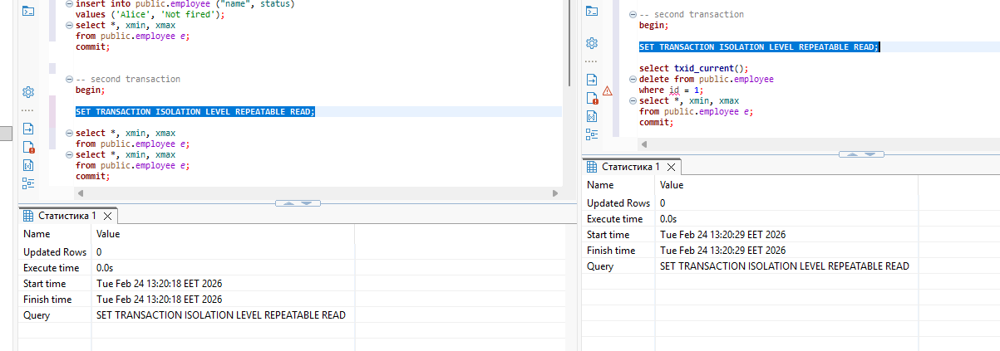 insert into public.employee ("name", status)
values ('Alice', 'Not fired');
select *, xmin, xmax
from public.employee e;
commit;
-- second transaction
begin;
SET TRANSACTION ISOLATION LEVEL REPEATABLE READ;
select *, xmin, xmax
from public.employee e;
select *, xmin, xmax
from public.employee e;
commit;
Статистика 1
Name Value
Updated Rows 0
Execute time 0.0s
Start time Tue Feb 24 13:20:18 EET 2026
Finish time Tue Feb 24 13:20:18 EET 2026
Query SET TRANSACTION ISOLATION LEVEL REPEATABLE READ
-- second transaction
begin;
SET TRANSACTION ISOLATION LEVEL REPEATABLE READ;
select txid_current();
delete from public.employee
where id = 1;
select *, xmin, xmax
from public.employee e;
commit;
Статистика 1
Name Value
Updated Rows 0
Execute time 0.0s
Start time Tue Feb 24 13:20:29 EET 2026
Finish time Tue Feb 24 13:20:29 EET 2026
Query SET TRANSACTION ISOLATION LEVEL REPEATABLE READ